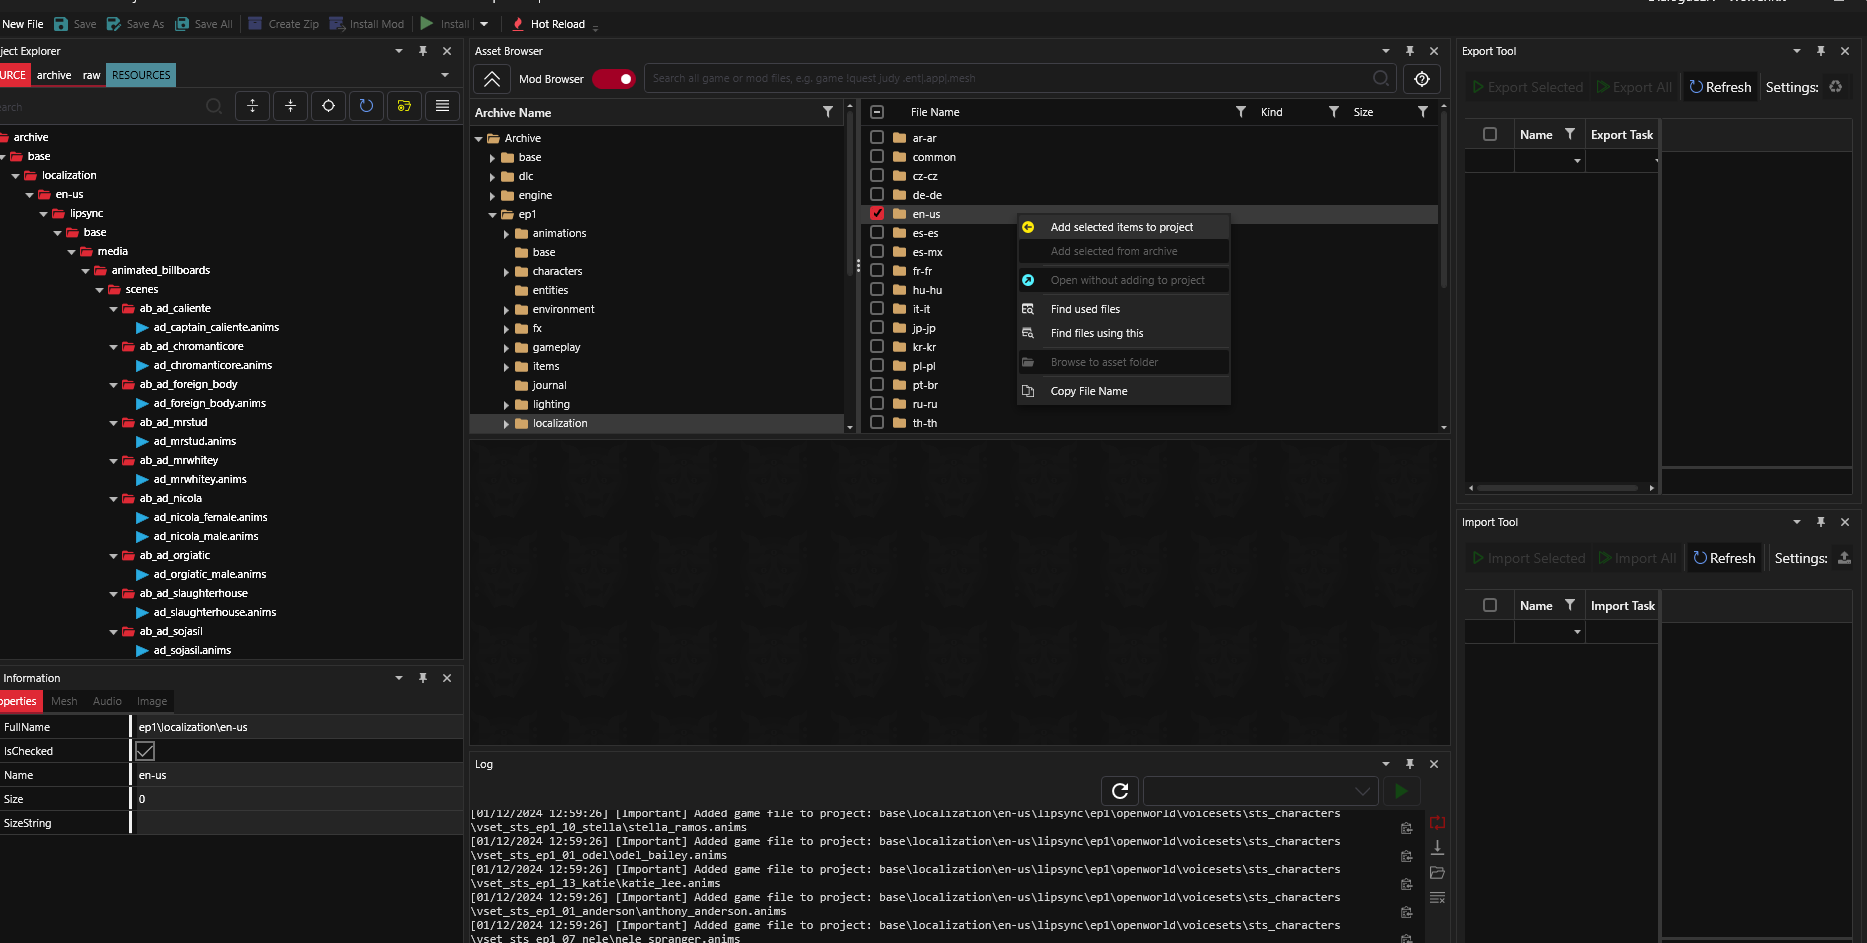 New File Save Save As Save All Create Zip Install Mod Install Hot Reload
ject Explorer
URCE archive raw RESOURCES
earch
archive
base
localization
en-us
lipsync
base
media
animated_billboards
scenes
ab_ad_caliente
ad_captain_caliente.anims
ab_ad_chromanticore
ad_chromanticore.anims
ab_ad_foreign_body
ad_foreign_body.anims
ab_ad_mrstud
ad_mrstud.anims
ab_ad_mrwhitey
ad_mrwhitey.anims
ab_ad_nicola
ad_nicola_female.anims
ad_nicola_male.anims
ab_ad_orgiatic
ad_orgiatic_male.anims
ab_ad_slaughterhouse
ad_slaughterhouse.anims
ab_ad_sojasil
ad_sojasil.anims
Information
operties Mesh Audio Image
FullName ep1\localization\en-us
IsChecked
Name en-us
Size 0
SizeString
Asset Browser
Mod Browser Search all game or mod files, e.g. game:!quest judy .ent|.app|.mesh
Archive Name
Archive
base
dlc
engine
ep1
animations
base
characters
entities
environment
fx
gameplay
items
journal
lighting
localization
File Name Kind Size
ar-ar
common
cz-cz
de-de
en-us
es-es
es-mx
fr-fr
hu-hu
it-it
jp-jp
kr-kr
pl-pl
pt-br
ru-ru
th-th
Add selected items to project
Add selected from archive
Open without adding to project
Find used files
Find files using this
Browse to asset folder
Copy File Name
Log
[01/12/2024 12:59:26] [Important] Added game file to project: base\localization\en-us\lipsync\ep1\openworld\voicesets\sts_characters
\vset_sts_ep1_10_stella\stella_ramos.anims
[01/12/2024 12:59:26] [Important] Added game file to project: base\localization\en-us\lipsync\ep1\openworld\voicesets\sts_characters
\vset_sts_ep1_01_odel\odel_bailey.anims
[01/12/2024 12:59:26] [Important] Added game file to project: base\localization\en-us\lipsync\ep1\openworld\voicesets\sts_characters
\vset_sts_ep1_13_katie\katie_lee.anims
[01/12/2024 12:59:26] [Important] Added game file to project: base\localization\en-us\lipsync\ep1\openworld\voicesets\sts_characters
\vset_sts_ep1_01_anderson\anthony_anderson.anims
[01/12/2024 12:59:26] [Important] Added game file to project: base\localization\en-us\lipsync\ep1\openworld\voicesets\sts_characters
\vset_sts_ep1_07_nele\nele_spranger.anims
Export Tool
Export Selected Export All Refresh Settings:
Name Export Task
Import Tool
Import Selected Import All Refresh Settings:
Name Import Task